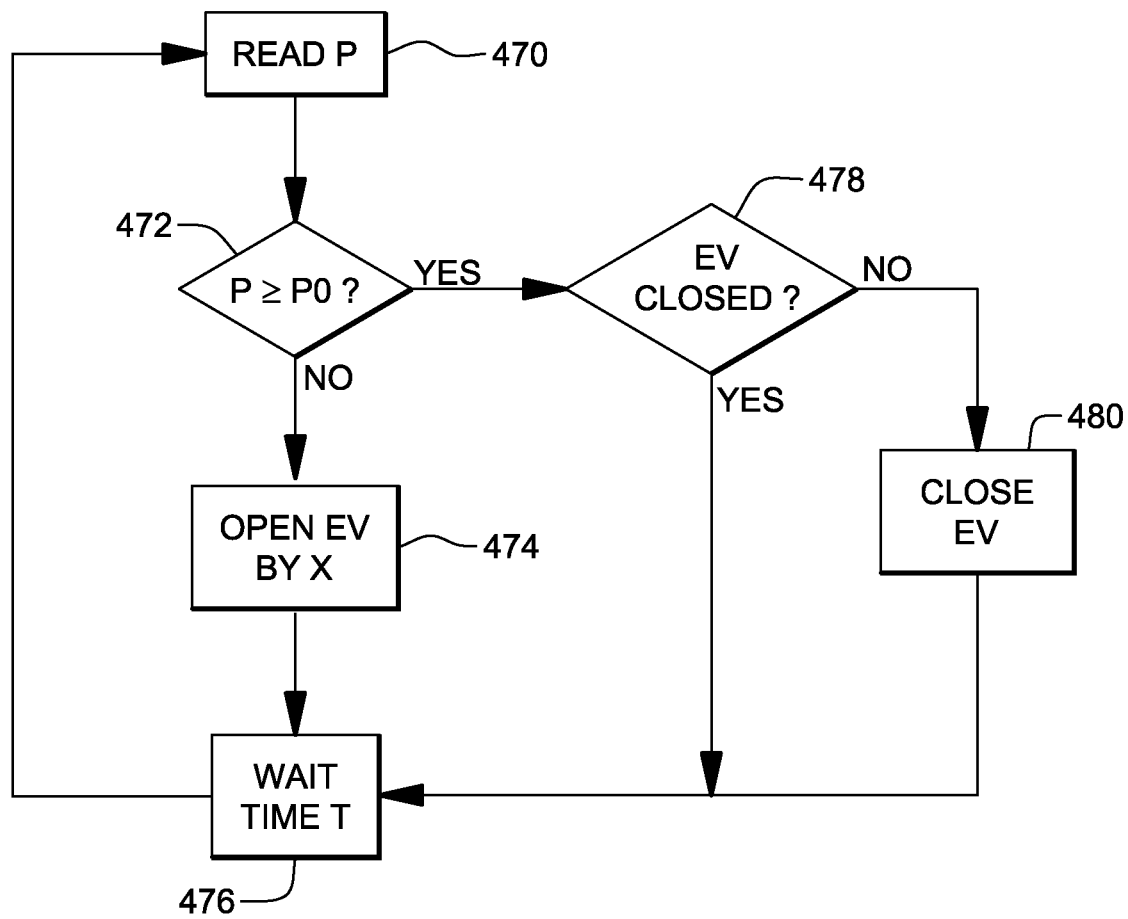 READ P
470
472
P ≥ P0 ?
YES
NO
478
EV
CLOSED ?
NO
YES
480
CLOSE
EV
OPEN EV
BY X
474
WAIT
TIME T
476